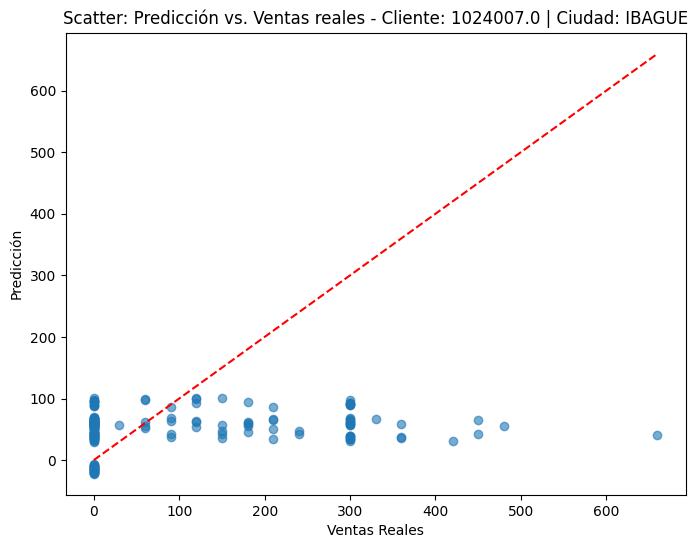 Scatter: Predicción vs. Ventas reales - Cliente: 1024007.0 | Ciudad: IBAGUE
600
500
400
300
200
100
0
Predicción
0 100 200 300 400 500 600
Ventas Reales